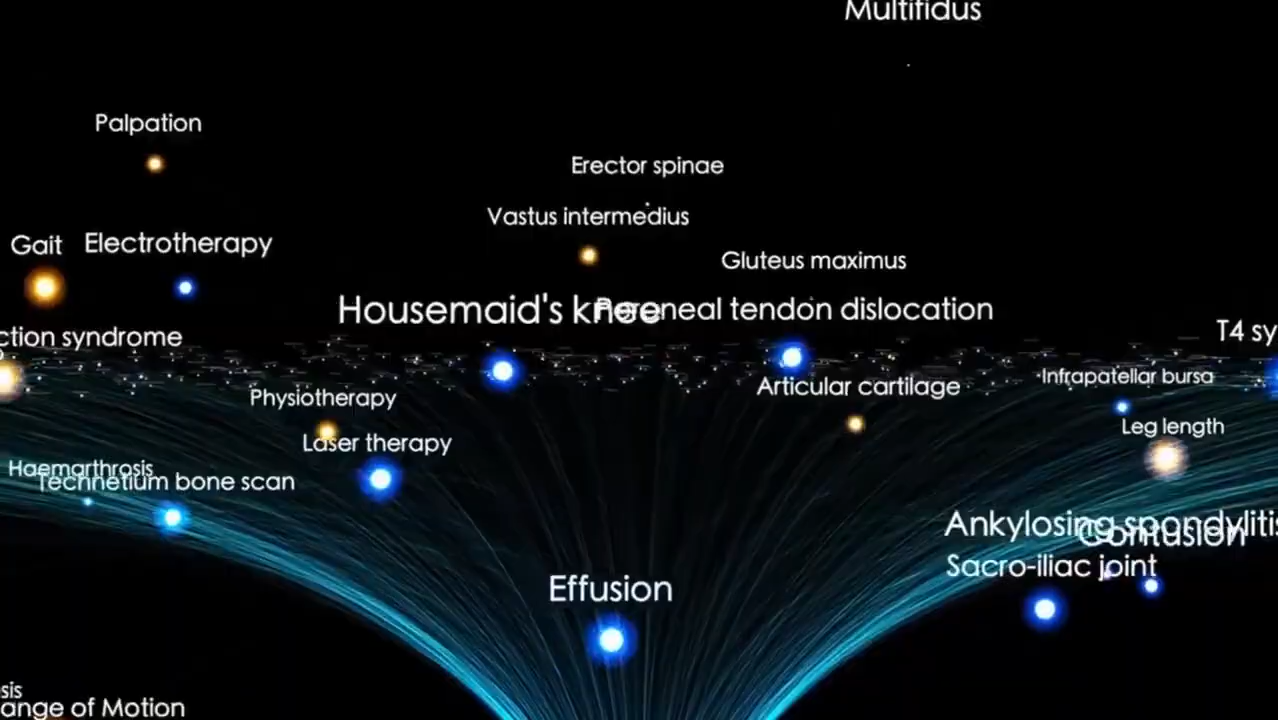 Multifidus
Palpation
Erector spinae
Vastus intermedius
Gait
Electrotherapy
Gluteus maximus
Housemaid's knee
Peroneal tendon dislocation
ction syndrome
T4 sy
Infrapatellar bursa
Articular cartilage
Physiotherapy
Leg length
Laser therapy
Haemarthrosis
Technetium bone scan
Ankylosing spondylitis
Contusion
Sacro-iliac joint
Effusion
sis
ange of Motion